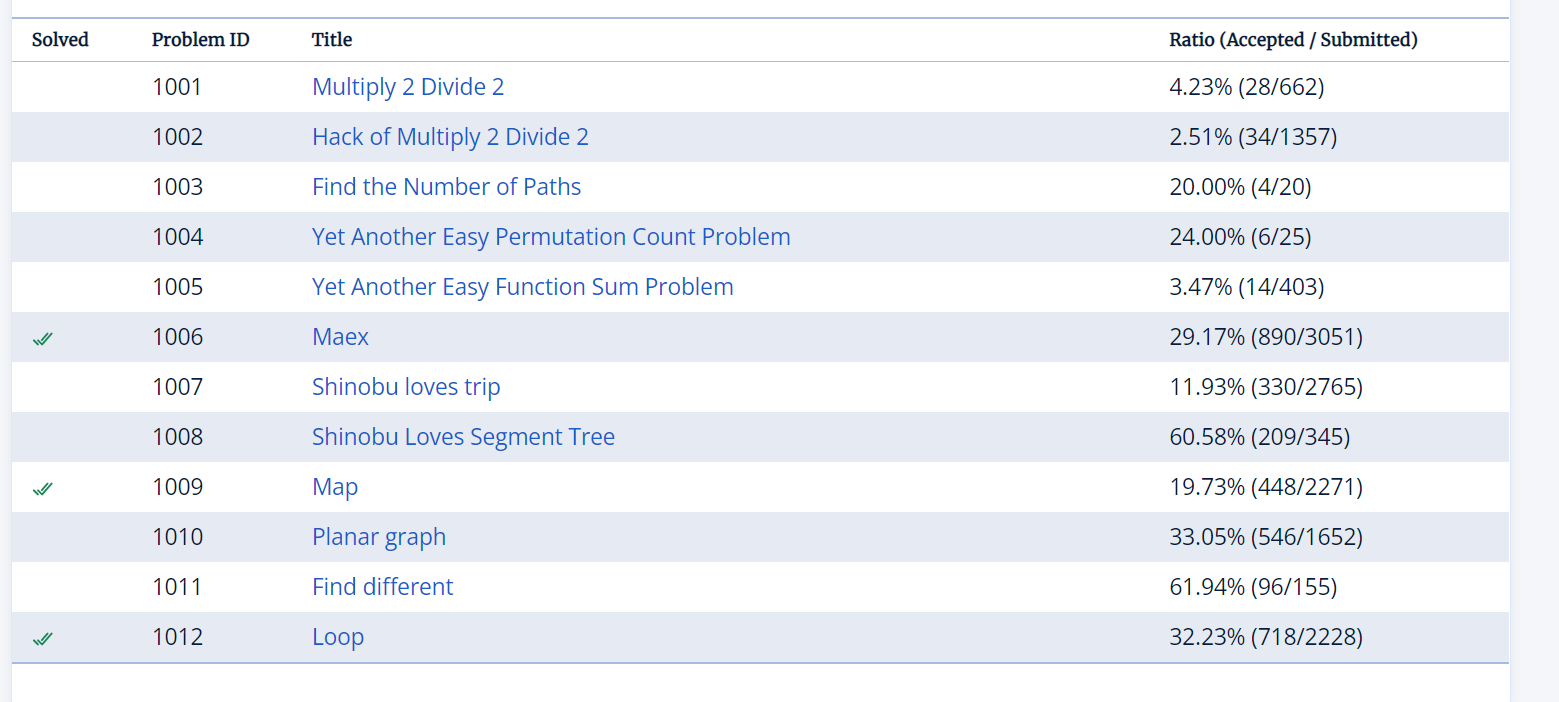 Solved Problem ID Title Ratio (Accepted / Submitted)
1001 Multiply 2 Divide 2 4.23% (28/662)
1002 Hack of Multiply 2 Divide 2 2.51% (34/1357)
1003 Find the Number of Paths 20.00% (4/20)
1004 Yet Another Easy Permutation Count Problem 24.00% (6/25)
1005 Yet Another Easy Function Sum Problem 3.47% (14/403)
1006 Maex 29.17% (890/3051)
1007 Shinobu loves trip 11.93% (330/2765)
1008 Shinobu Loves Segment Tree 60.58% (209/345)
1009 Map 19.73% (448/2271)
1010 Planar graph 33.05% (546/1652)
1011 Find different 61.94% (96/155)
1012 Loop 32.23% (718/2228)